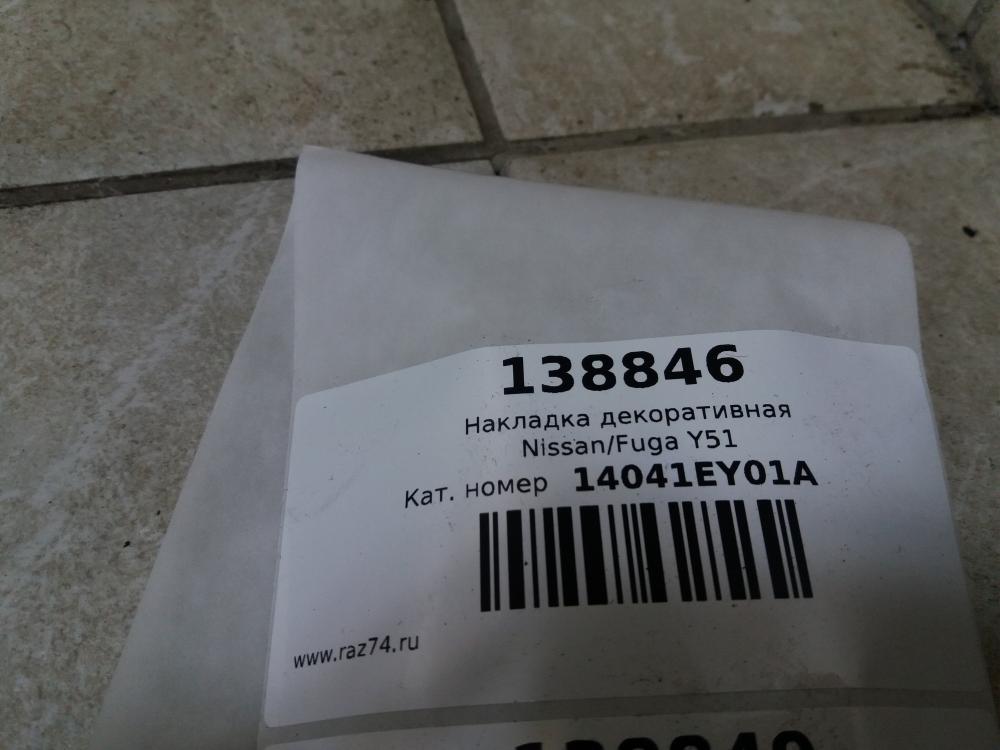 138846
Накладка декоративная
Nissan/Fuga Y51
Кат. номер 14041EY01A
www.raz74.ru